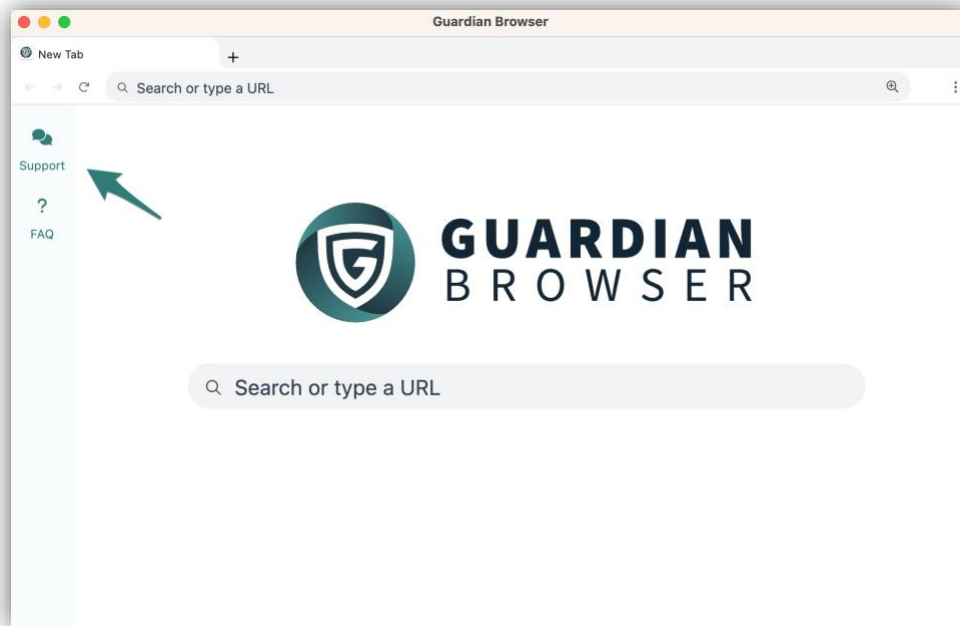 Guardian Browser
New Tab
Search or type a URL
Support
?
FAQ
GUARDIAN
BROWSER
Search or type a URL